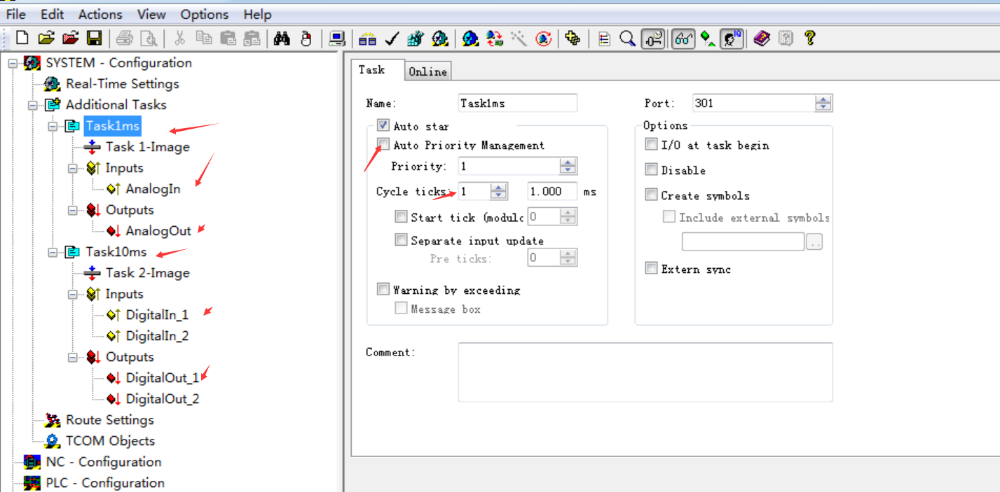 File Edit Actions View Options Help
SYSTEM - Configuration
Real-Time Settings
Additional Tasks
Task1ms
Task 1-Image
Inputs
AnalogIn
Outputs
AnalogOut
Task10ms
Task 2-Image
Inputs
DigitalIn_1
DigitalIn_2
Outputs
DigitalOut_1
DigitalOut_2
Route Settings
TCOM Objects
NC - Configuration
PLC - Configuration
Task Online
Name: Task1ms Port: 301
Auto star
Auto Priority Management
Priority: 1
Cycle ticks: 1 1.000 ms
Start tick (modulo 0
Separate input update
Pre ticks: 0
Warning by exceeding
Message box
Options
I/O at task begin
Disable
Create symbols
Include external symbols
..
Extern sync
Comment: